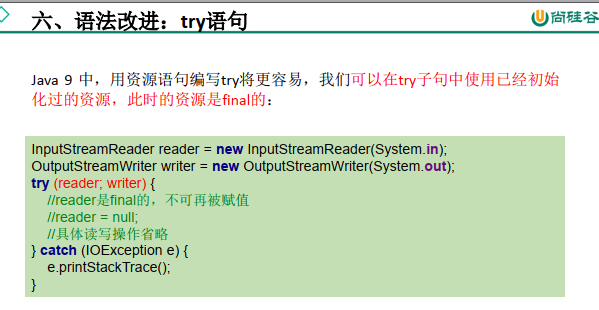 六、语法改进：try语句
尚硅谷
Java 9 中，用资源语句编写try将更容易，我们可以在try子句中使用已经初始
化过的资源，此时的资源是final的：
InputStreamReader reader = new InputStreamReader(System.in);
OutputStreamWriter writer = new OutputStreamWriter(System.out);
try (reader; writer) {
//reader是final的，不可再被赋值
//reader = null;
//具体读写操作省略
} catch (IOException e) {
e.printStackTrace();
}